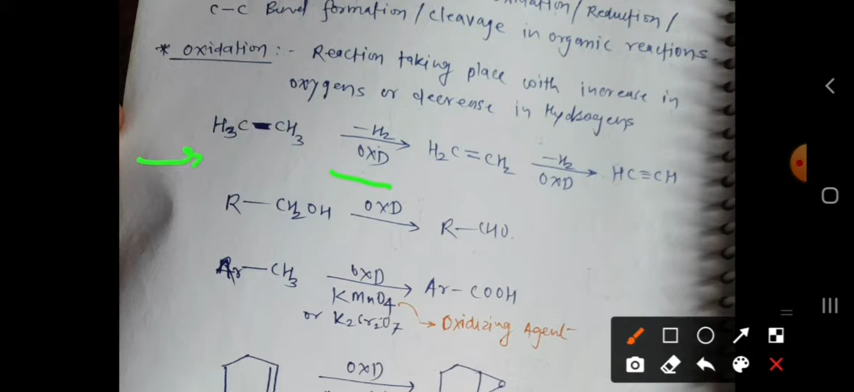 idation / Reduction /
C-C Bond formation / cleavage in organic reactions.
* Oxidation :- Reaction taking place with increase in
oxygens or decrease in Hydrogens
H₃C-CH₃ —H₂ OXD → H₂C=CH₂ —H₂ OXD → HC≡CH
R—CH₂OH OXD → R—CHO.
Ar—CH₃ OXD → Ar—COOH
KMnO₄
or K₂Cr₂O₇ → Oxidizing Agent
OXD